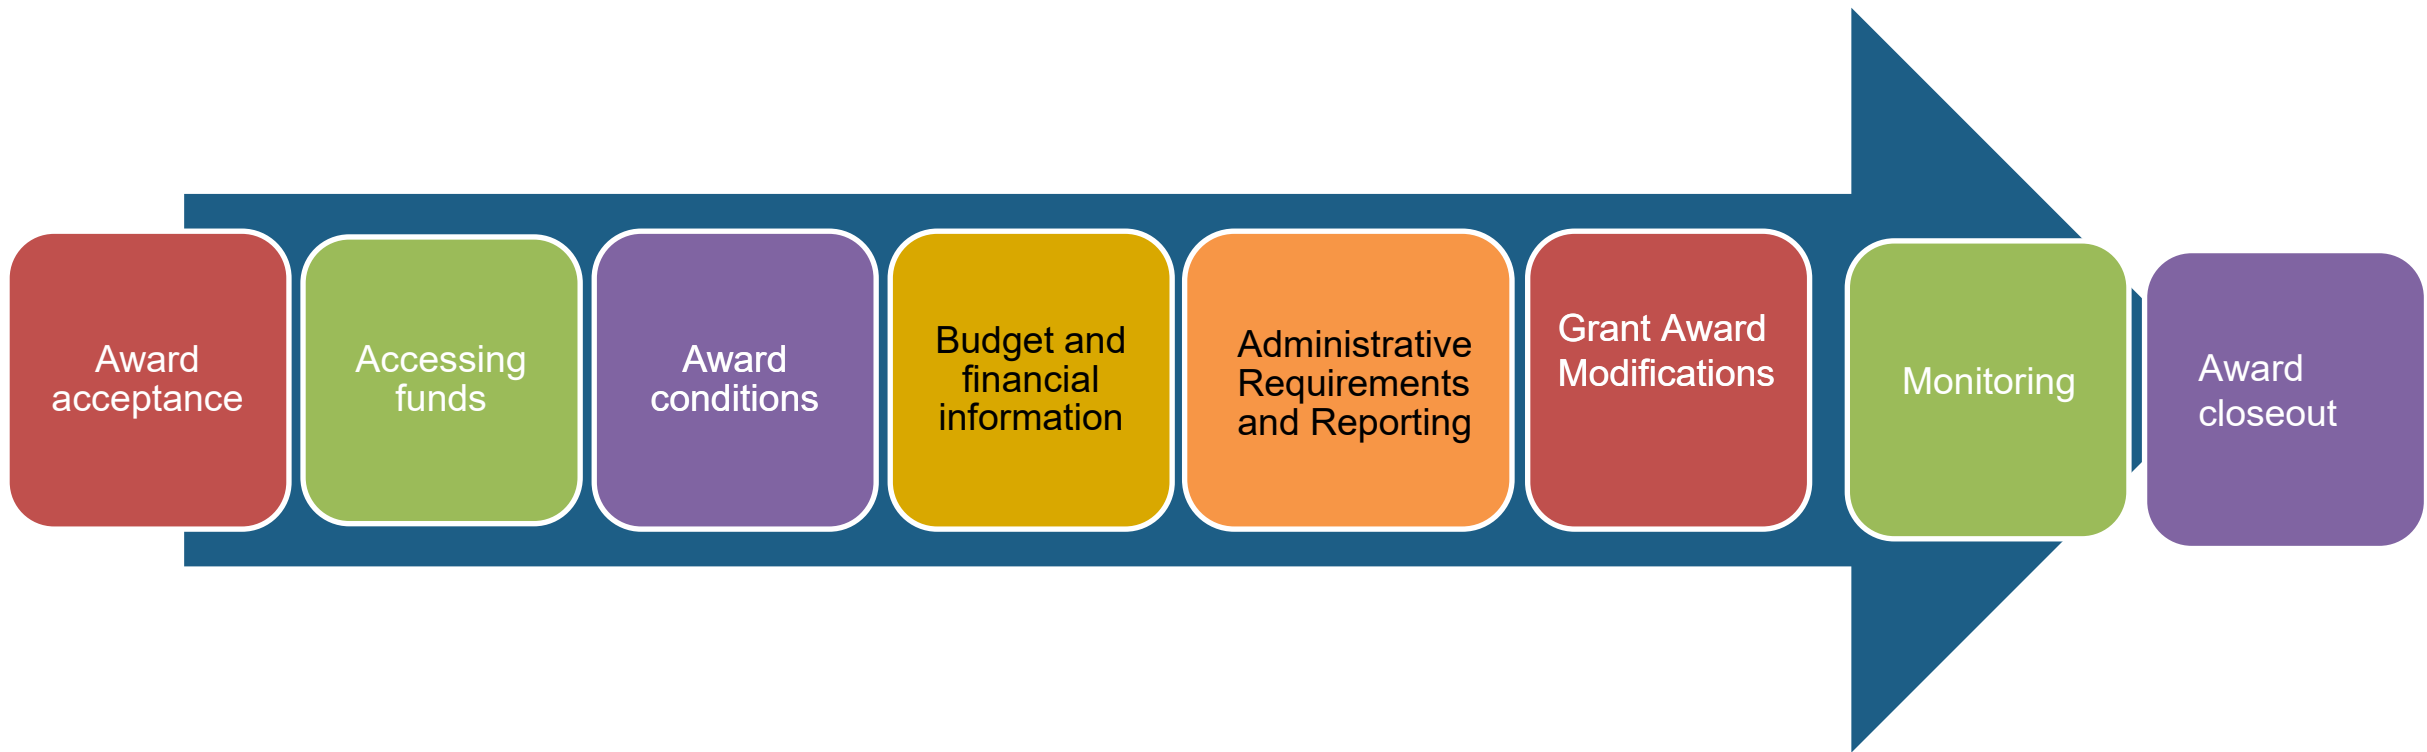 Award
acceptance
Accessing
funds
Award
conditions
Budget and
financial
information
Administrative
Requirements
and Reporting
Grant Award
Modifications
Monitoring
Award
closeout